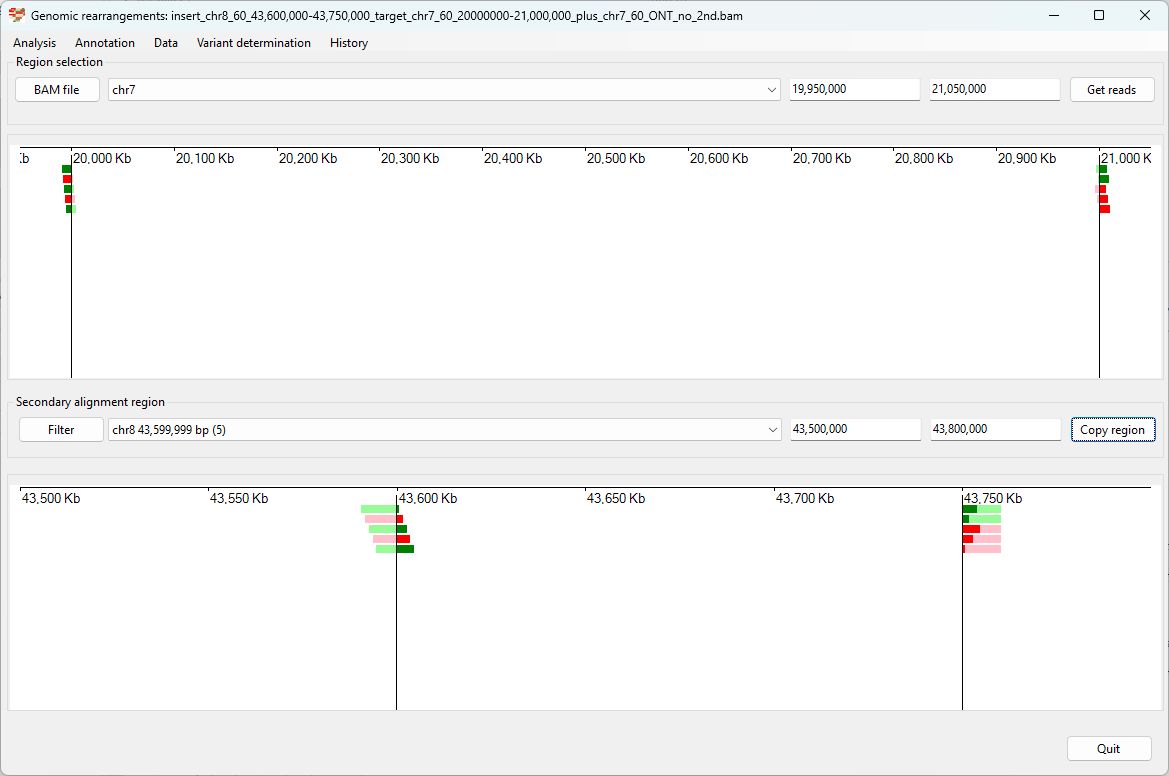 Genomic rearrangements: insert_chr8_60_43,600,000-43,750,000_target_chr7_60_20000000-21,000,000_plus_chr7_60_ONT_no_2nd.bam
Analysis Annotation Data Variant determination History
Region selection
BAM file chr7 19,950,000 21,050,000 Get reads
:b 20,000 Kb 20,100 Kb 20,200 Kb 20,300 Kb 20,400 Kb 20,500 Kb 20,600 Kb 20,700 Kb 20,800 Kb 20,900 Kb 21,000 K
Secondary alignment region
Filter chr8 43,599,999 bp (5) 43,500,000 43,800,000 Copy region
43,500 Kb 43,550 Kb 43,600 Kb 43,650 Kb 43,700 Kb 43,750 Kb
Quit